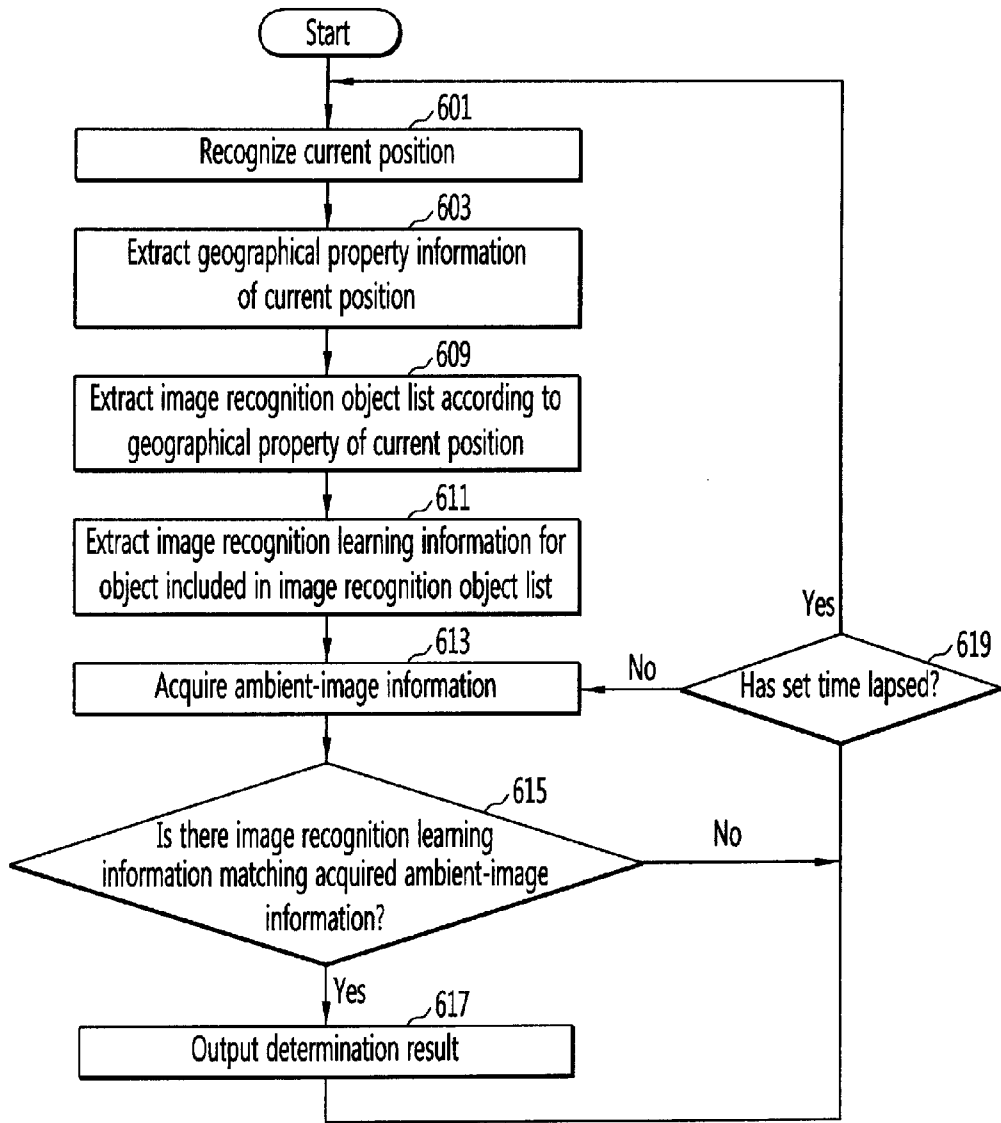 Start
601
Recognize current position
603
Extract geographical property information
of current position
609
Extract image recognition object list according to
geographical property of current position
611
Extract image recognition learning information for
object included in image recognition object list
613
Acquire ambient-image information
No
Yes
619
Has set time lapsed?
615
Is there image recognition learning
information matching acquired ambient-image
information?
No
Yes
617
Output determination result